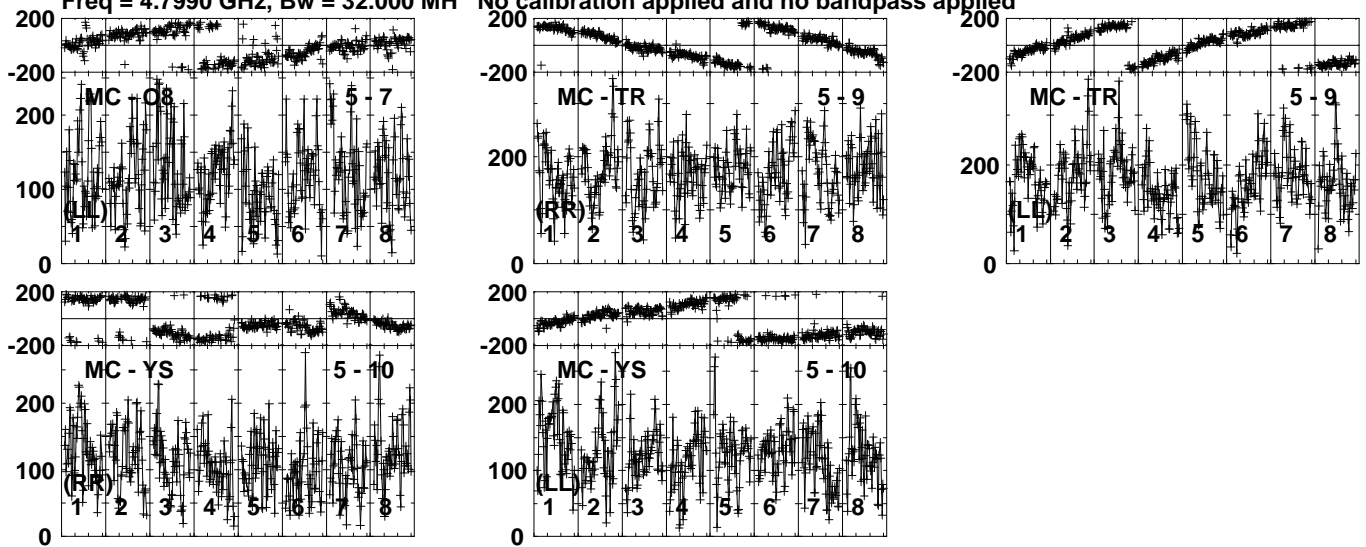 Freq = 4.7990 GHz, Bw = 32.000 MH No calibration applied and no bandpass applied
200
-200
MC - O8 5 - 7
200
100
(LL)
1 2 3 4 5 6 7 8
0
200
-200
MC - TR 5 - 9
200
(RR)
1 2 3 4 5 6 7 8
0
200
-200
MC - TR 5 - 9
200
(LL)
1 2 3 4 5 6 7 8
0
200
-200
MC - YS 5 - 10
200
100
(RR)
1 2 3 4 5 6 7 8
0
200
-200
MC - YS 5 - 10
200
100
(LL)
1 2 3 4 5 6 7 8
0